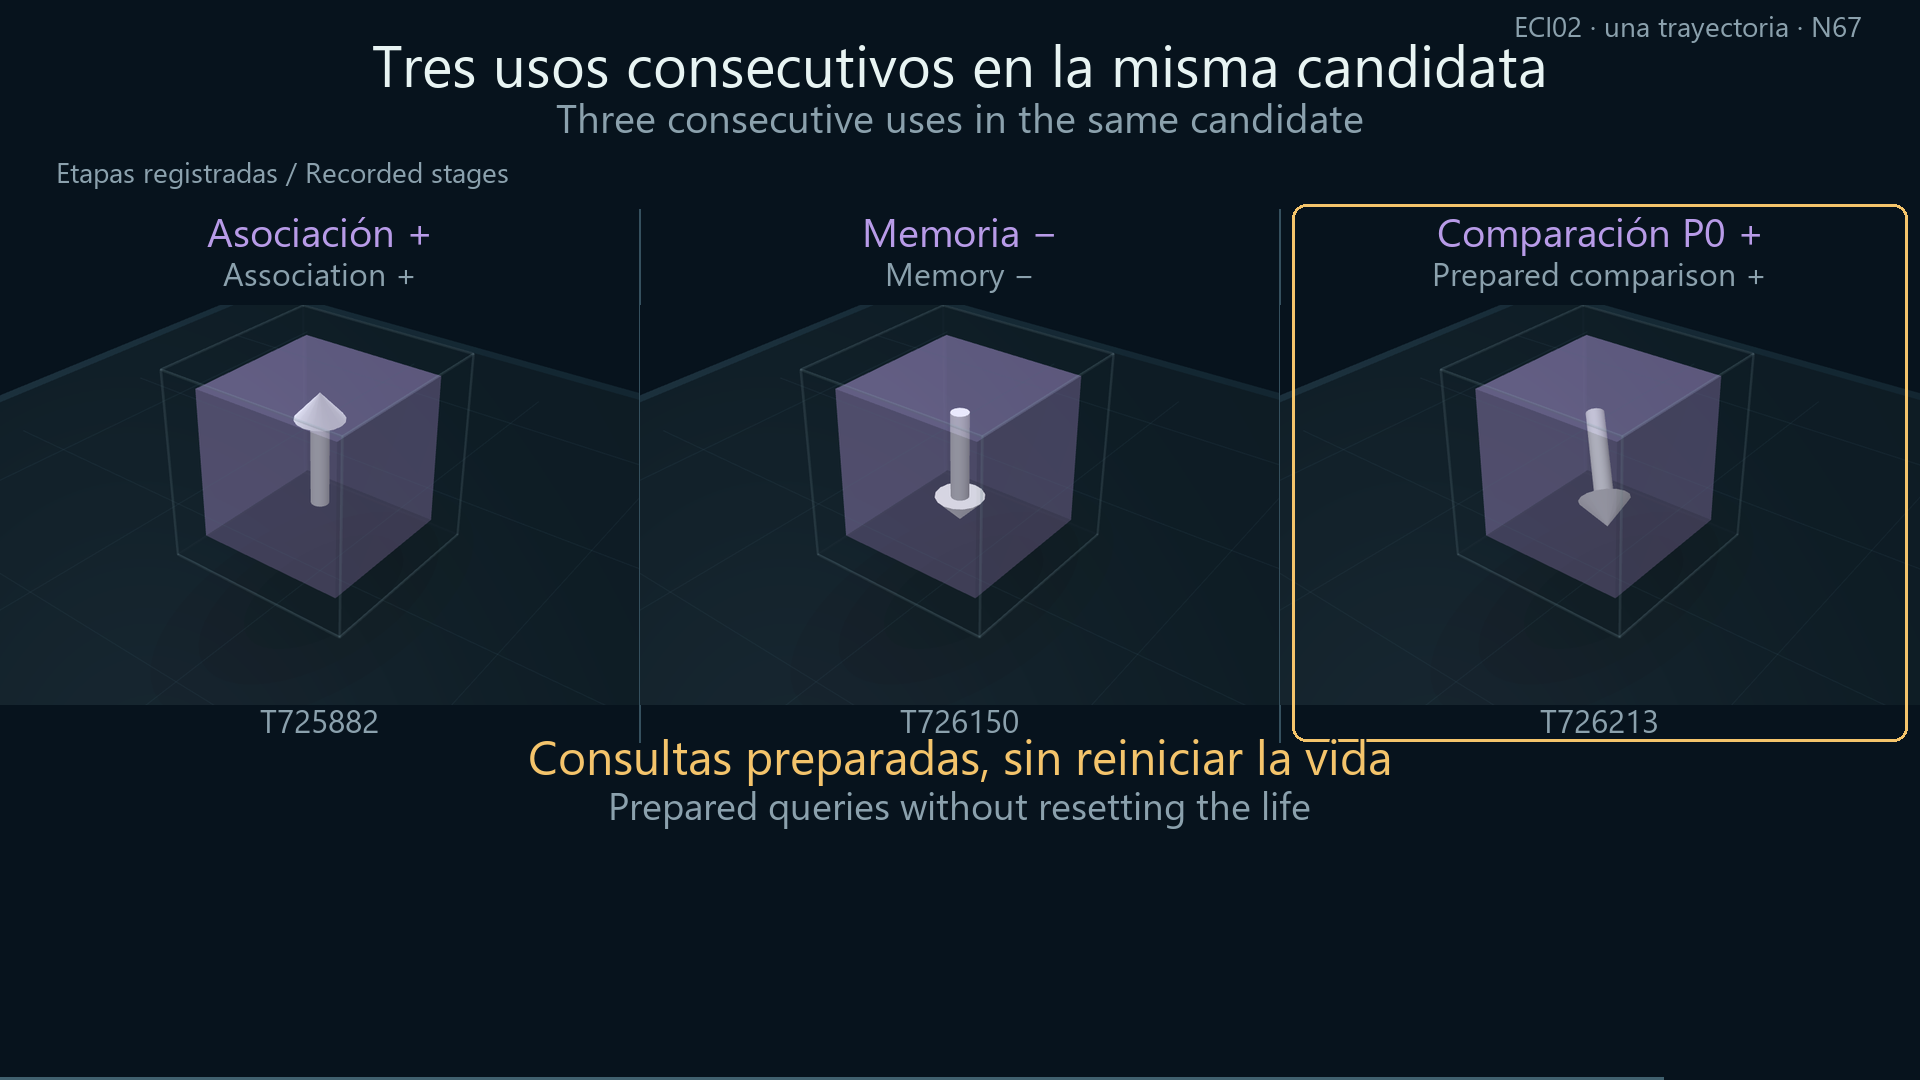 ECI02 · una trayectoria · N67
Tres usos consecutivos en la misma candidata
Three consecutive uses in the same candidate
Etapas registradas / Recorded stages
Asociación +
Association +
Memoria −
Memory −
Comparación P0 +
Prepared comparison +
T725882
T726150
T726213
Consultas preparadas, sin reiniciar la vida
Prepared queries without resetting the life